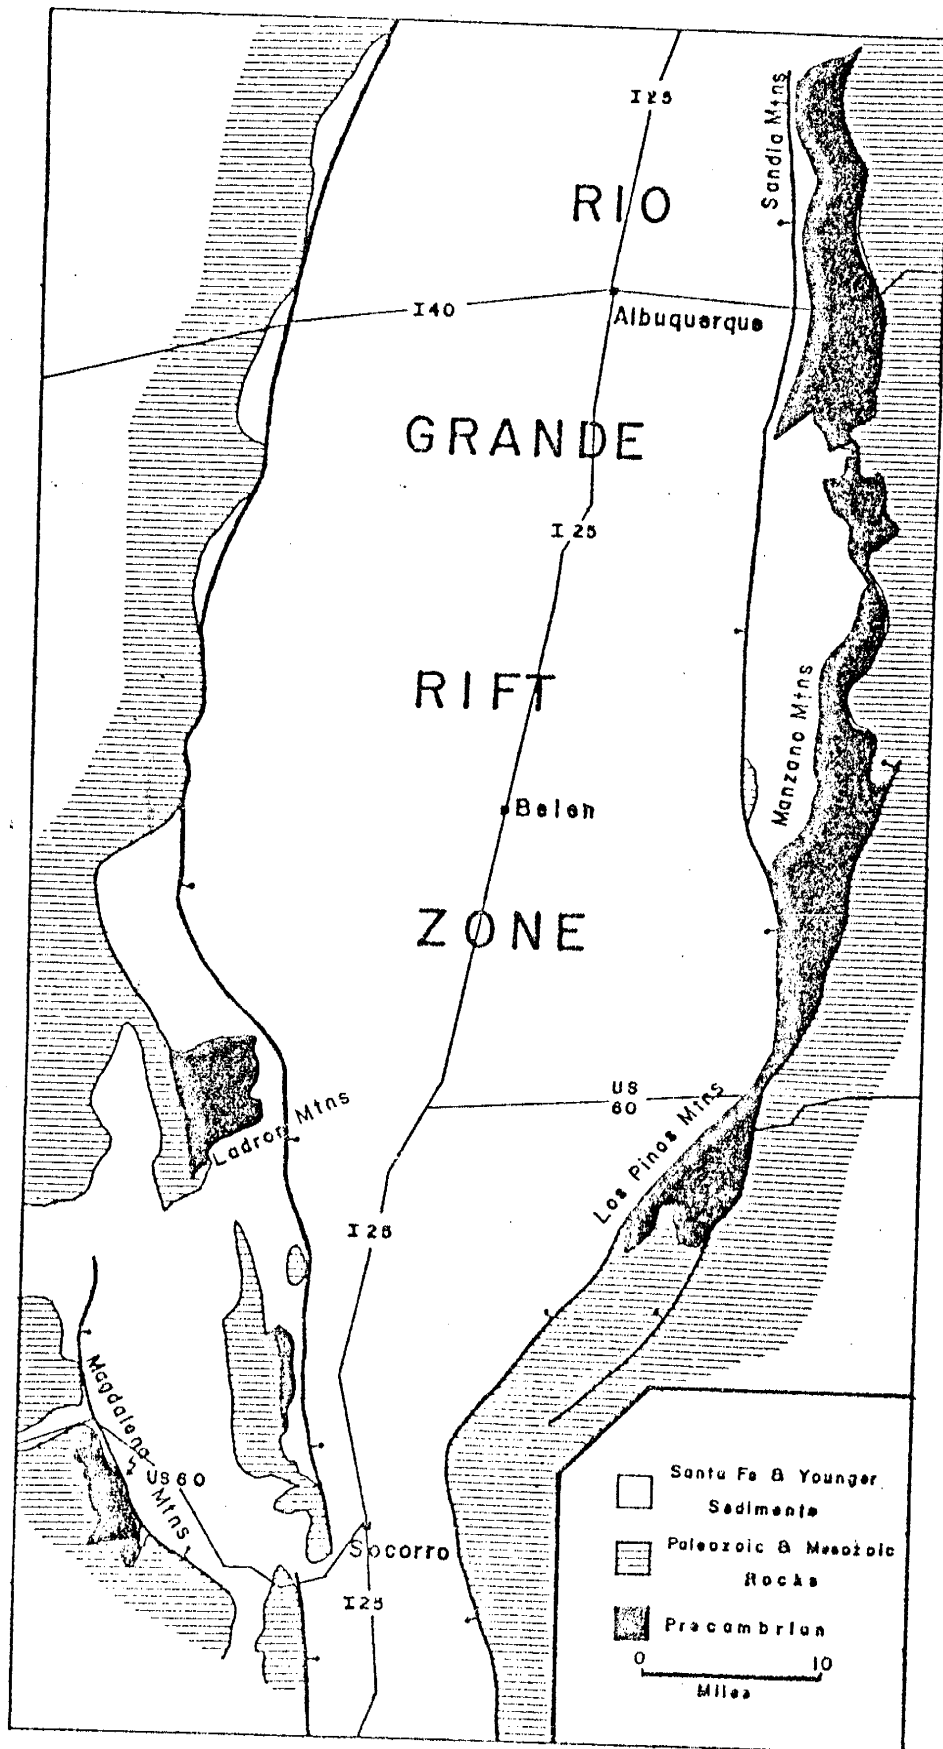 I 25
Sandia Mtns
RIO
I 40
Albuquerque
GRANDE
I 25
RIFT
Manzano Mtns
Belen
ZONE
US
60
Ladron Mtns
Los Pinos Mtns
I 25
Magdalena
Mtns
US 60
Socorro
I 25
Santa Fe & Younger
Sediments
Paleozoic & Mesozoic
Rocks
Precambrian
0 10
Miles